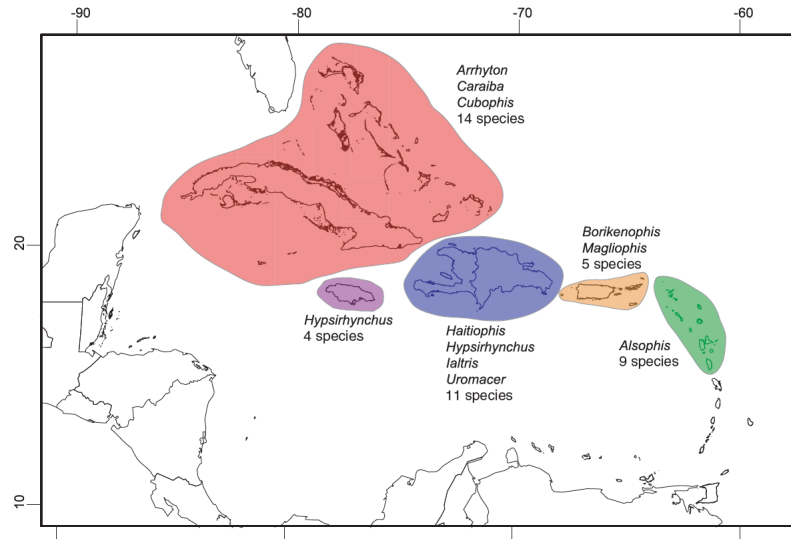 -90
-80
-70
-60
Arrhyton
Caraiba
Cubophis
14 species
20
Borikenophis
Magliophis
5 species
Hypsirhynchus
4 species
Haitiophis
Hypsirhynchus
Ialtris
Uromacer
11 species
Alsophis
9 species
10